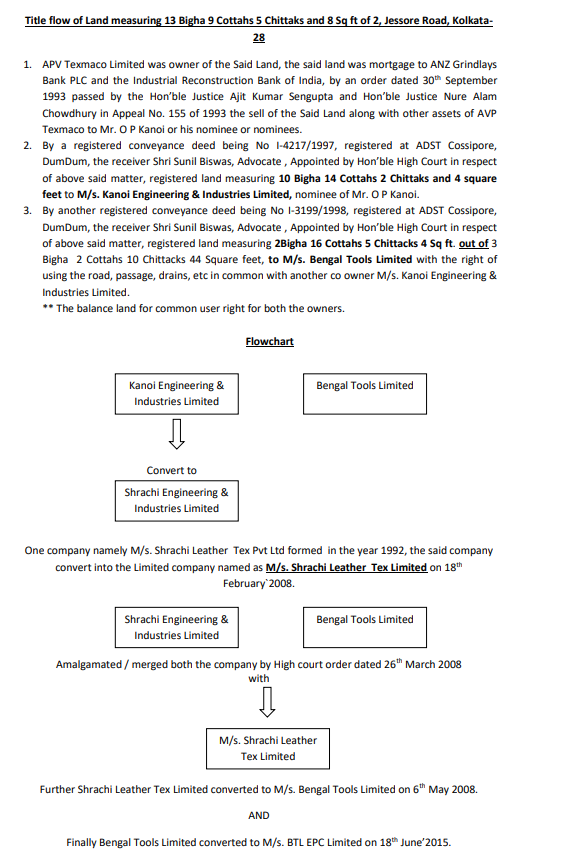 Title flow of Land measuring 13 Bigha 9 Cottahs 5 Chittaks and 8 Sq ft of 2, Jessore Road, Kolkata-
28
1. APV Texmaco Limited was owner of the Said Land, the said land was mortgage to ANZ Grindlays
Bank PLC and the Industrial Reconstruction Bank of India, by an order dated 30th September
1993 passed by the Hon'ble Justice Ajit Kumar Sengupta and Hon'ble Justice Nure Alam
Chowdhury in Appeal No. 155 of 1993 the sell of the Said Land along with other assets of AVP
Texmaco to Mr. O P Kanoi or his nominee or nominees.
2. By a registered conveyance deed being No I-4217/1997, registered at ADST Cossipore,
DumDum, the receiver Shri Sunil Biswas, Advocate , Appointed by Hon'ble High Court in respect
of above said matter, registered land measuring 10 Bigha 14 Cottahs 2 Chittaks and 4 square
feet to M/s. Kanoi Engineering & Industries Limited, nominee of Mr. O P Kanoi.
3. By another registered conveyance deed being No I-3199/1998, registered at ADST Cossipore,
DumDum, the receiver Shri Sunil Biswas, Advocate , Appointed by Hon'ble High Court in respect
of above said matter, registered land measuring 2Bigha 16 Cottahs 5 Chittacks 4 Sq ft. out of 3
Bigha 2 Cottahs 10 Chittacks 44 Square feet, to M/s. Bengal Tools Limited with the right of
using the road, passage, drains, etc in common with another co owner M/s. Kanoi Engineering &
Industries Limited.
** The balance land for common user right for both the owners.
Flowchart
Kanoi Engineering &
Industries Limited
Bengal Tools Limited
Convert to
Shrachi Engineering &
Industries Limited
One company namely M/s. Shrachi Leather Tex Pvt Ltd formed in the year 1992, the said company
convert into the Limited company named as M/s. Shrachi Leather Tex Limited on 18th
February`2008.
Shrachi Engineering &
Industries Limited
Bengal Tools Limited
Amalgamated / merged both the company by High court order dated 26th March 2008
with
M/s. Shrachi Leather
Tex Limited
Further Shrachi Leather Tex Limited converted to M/s. Bengal Tools Limited on 6th May 2008.
AND
Finally Bengal Tools Limited converted to M/s. BTL EPC Limited on 18th June'2015.